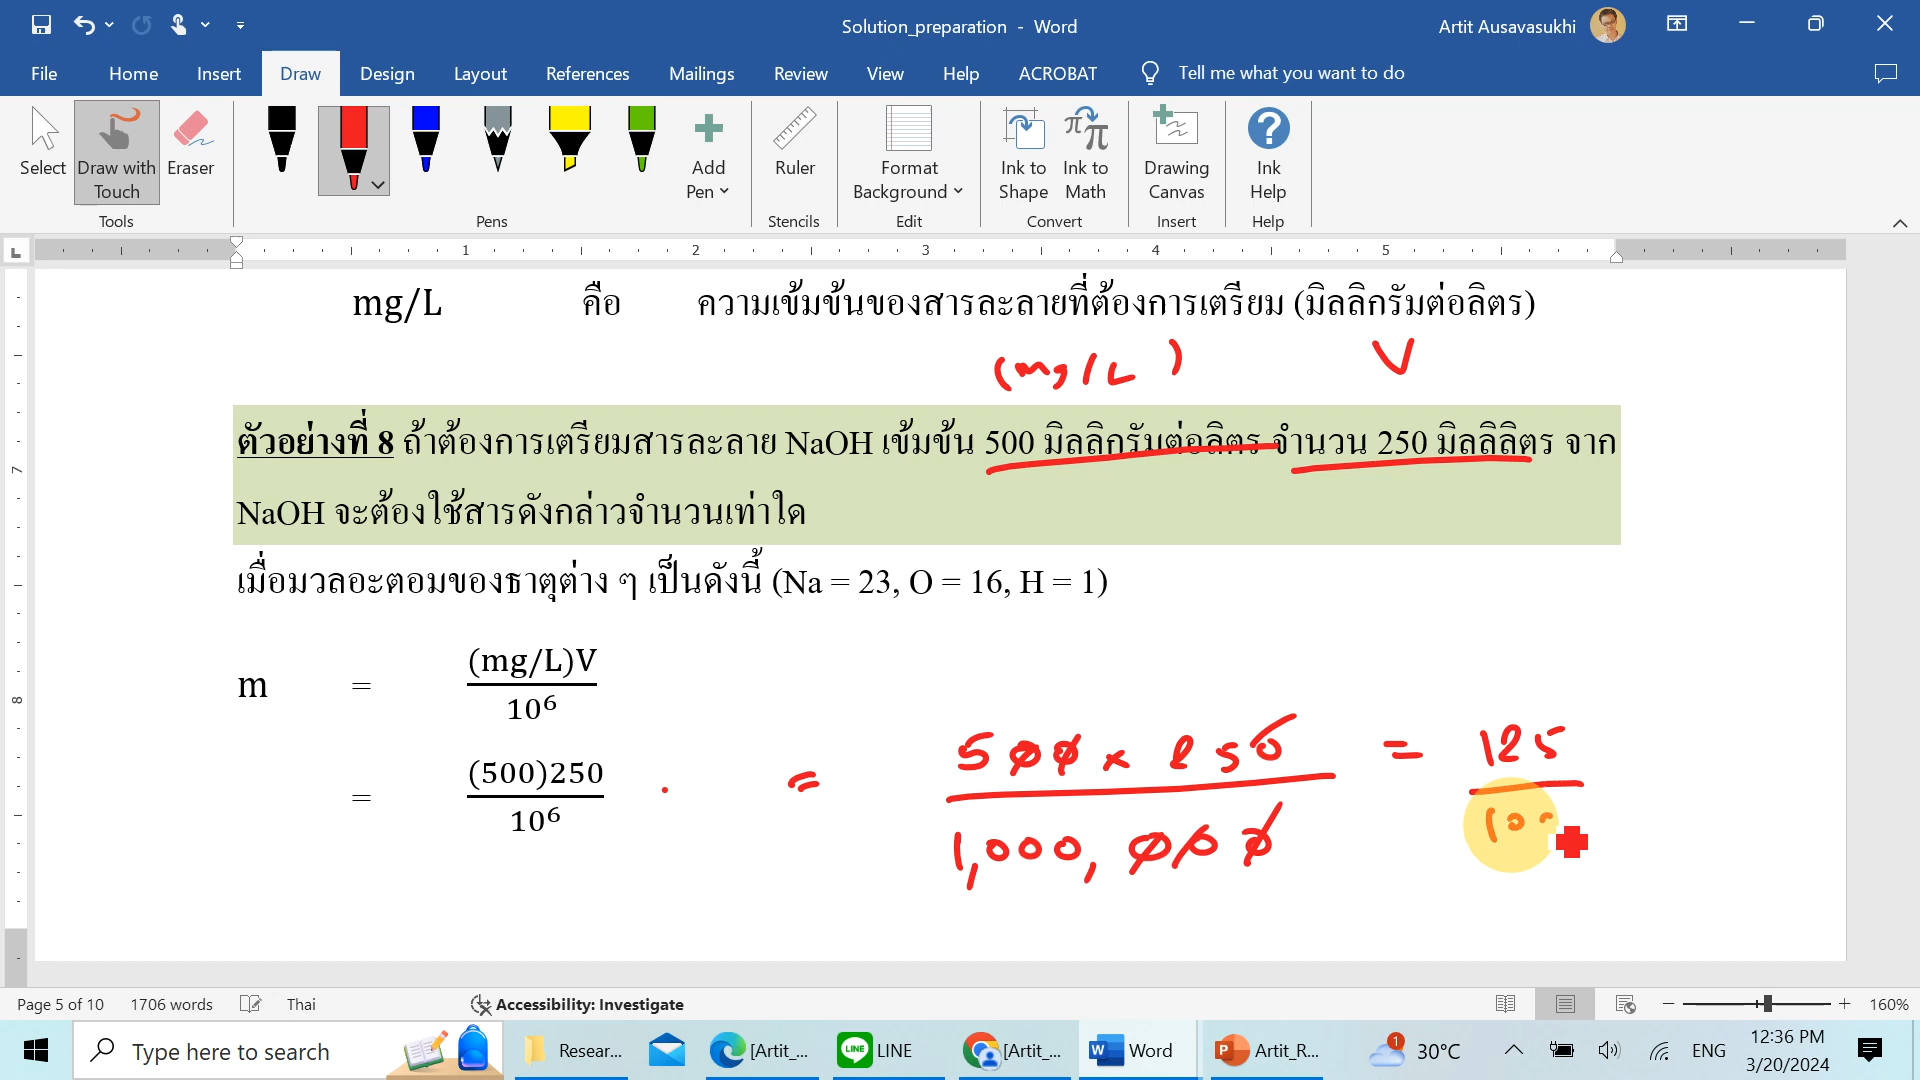 Solution_preparation - Word
Artit Ausavasukhi
File Home Insert Draw Design Layout References Mailings Review View Help ACROBAT Tell me what you want to do
Select Draw with Touch Eraser
Add Pen
Ruler
Format Background
Ink to Shape Ink to Math
Drawing Canvas
Ink Help
Tools Pens Stencils Edit Convert Insert Help
1 2 3 4 5
mg/L คือ ความเข้มข้นของสารละลายที่ต้องการเตรียม (มิลลิกรัมต่อลิตร)
(mg/L) V
ตัวอย่างที่ 8 ถ้าต้องการเตรียมสารละลาย NaOH เข้มข้น 500 มิลลิกรัมต่อลิตร จำนวน 250 มิลลิลิตร จาก
NaOH จะต้องใช้สารดังกล่าวจำนวนเท่าใด
เมื่อมวลอะตอมของธาตุต่าง ๆ เป็นดังนี้ (Na = 23, O = 16, H = 1)
m = (mg/L)V
10⁶
= (500)250
10⁶
= 500 x 250 = 125
1,000,000 10
7
8
Page 5 of 10 1706 words Thai Accessibility: Investigate 160%
Type here to search Resear... [Artit_... LINE [Artit_... Word Artit_R... 1 30°C ENG 12:36 PM
3/20/2024